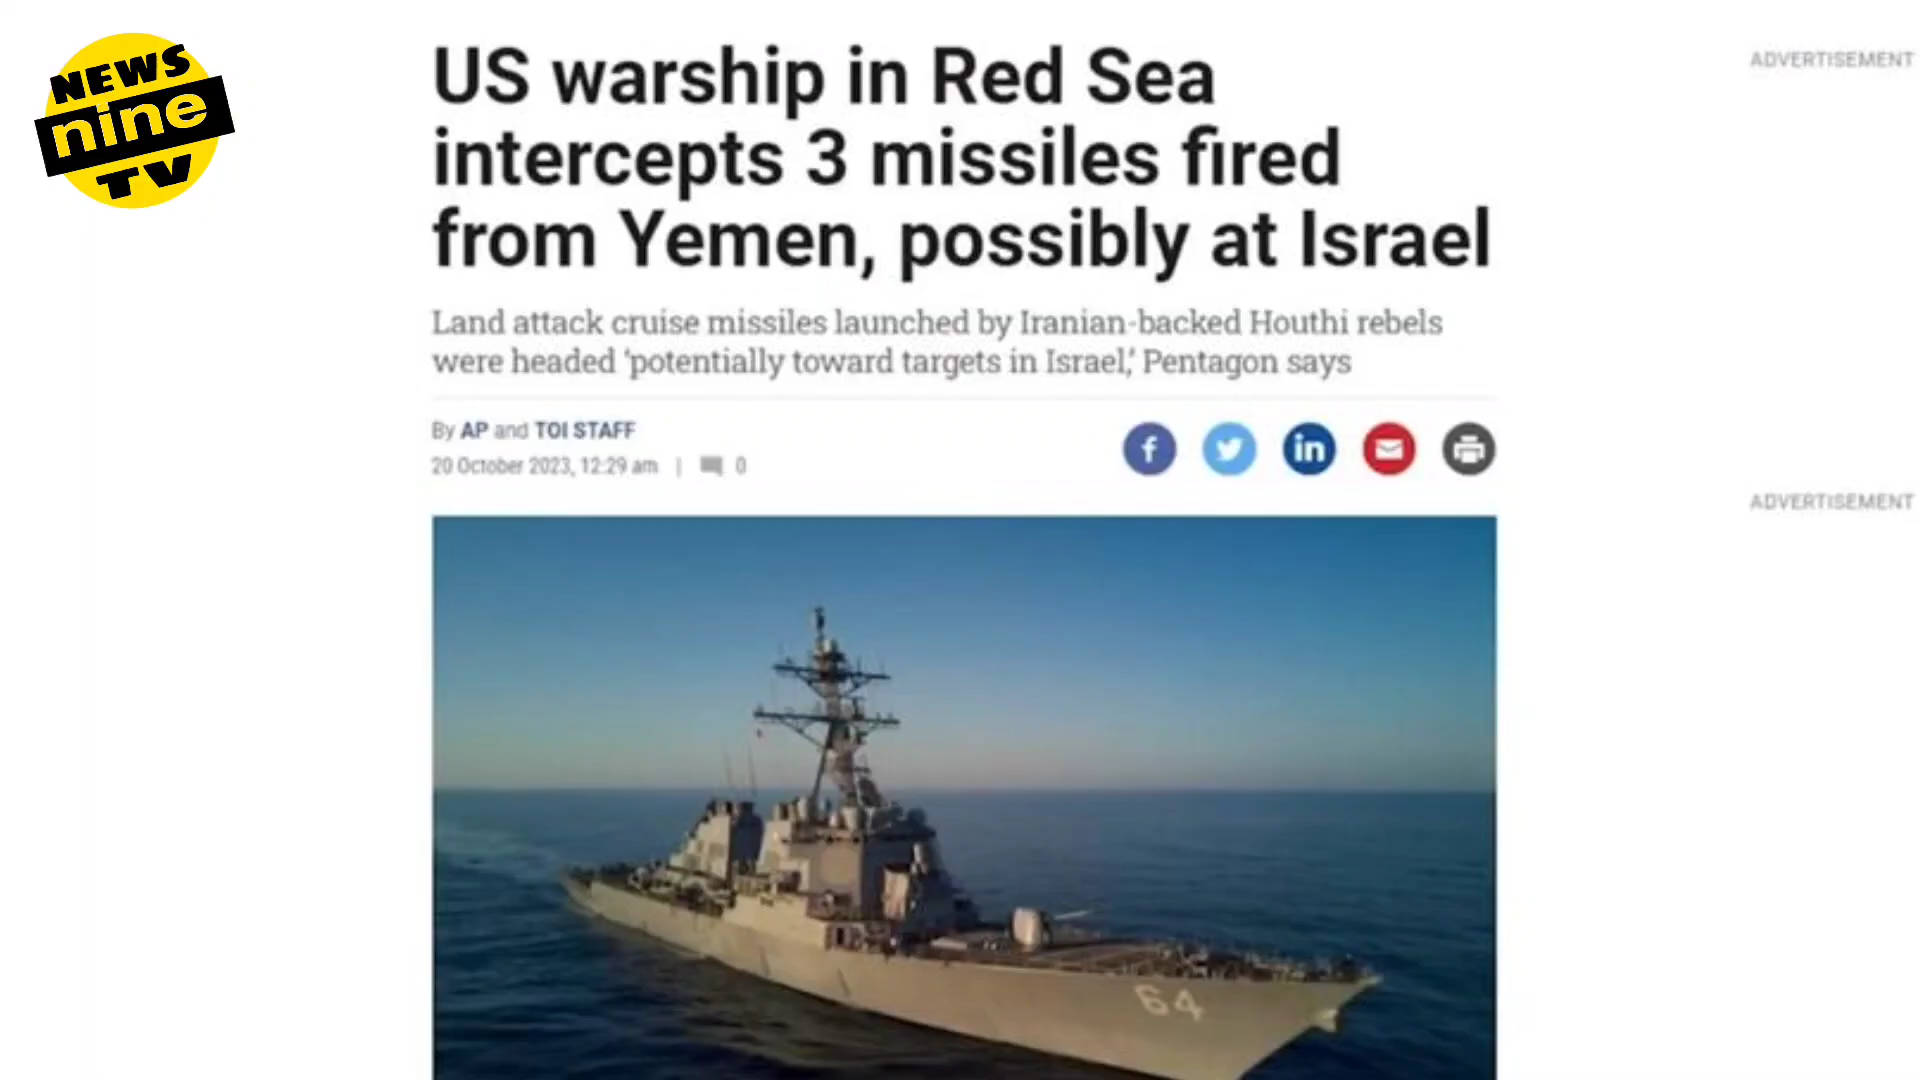 NEWS
nine
TV
US warship in Red Sea
intercepts 3 missiles fired
from Yemen, possibly at Israel
ADVERTISEMENT
Land attack cruise missiles launched by Iranian-backed Houthi rebels
were headed ‘potentially toward targets in Israel,’ Pentagon says
By AP and TOI STAFF
20 October 2023, 12:29 am | 0
f
in
ADVERTISEMENT
64